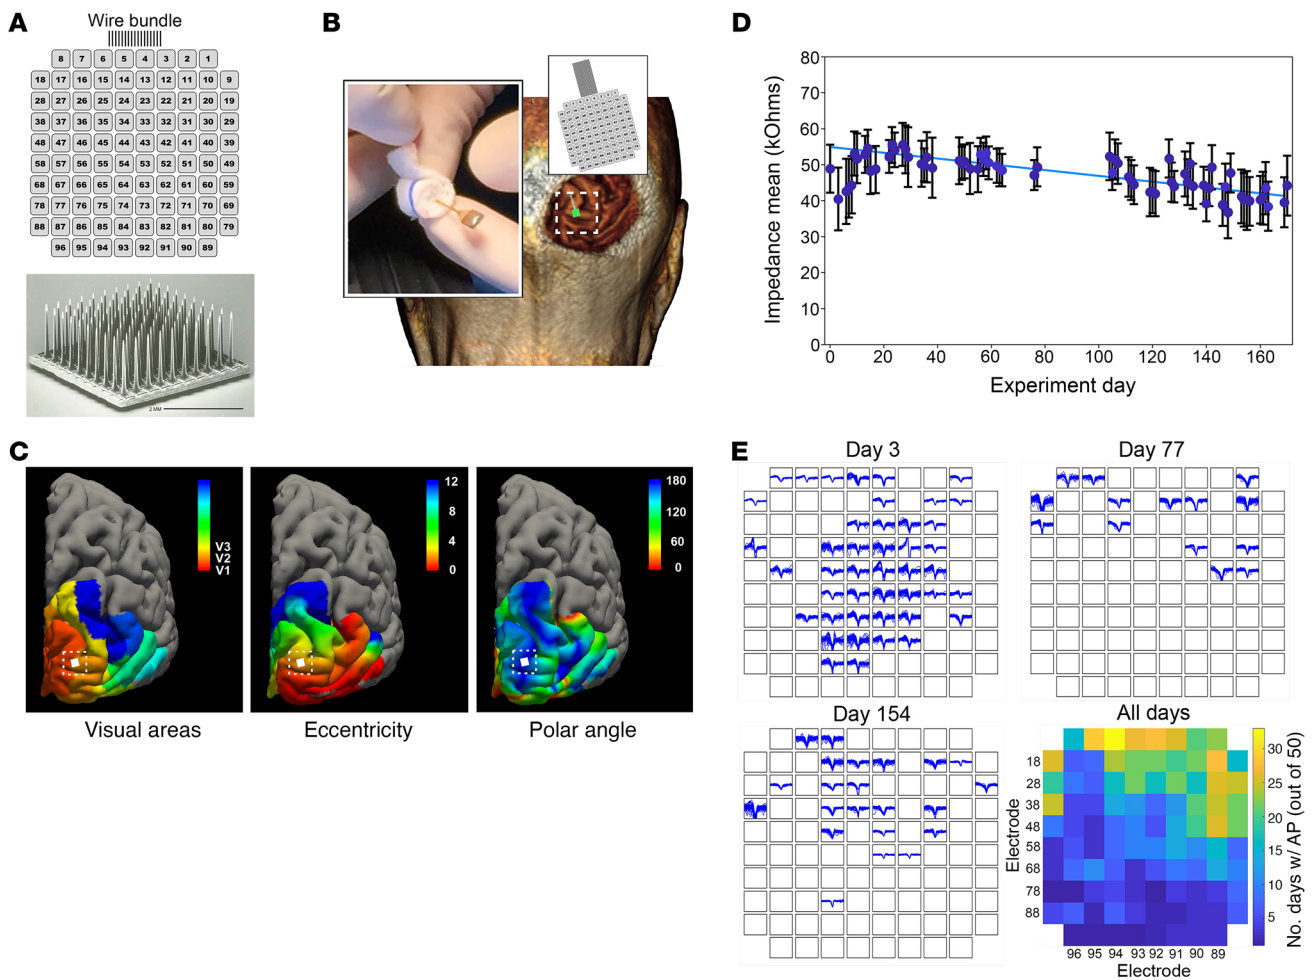 A
Wire bundle
8 7 6 5 4 3 2 1
18 17 16 15 14 13 12 11 10 9
28 27 26 25 24 23 22 21 20 19
38 37 36 35 34 33 32 31 30 29
48 47 46 45 44 43 42 41 40 39
58 57 56 55 54 53 52 51 50 49
68 67 66 65 64 63 62 61 60 59
78 77 76 75 74 73 72 71 70 69
88 87 86 85 84 83 82 81 80 79
96 95 94 93 92 91 90 89
2 MM
B
D
80
70
60
50
40
30
20
10
0
Impedance mean (kOhms)
0 20 40 60 80 100 120 140 160
Experiment day
C
V3
V2
V1
Visual areas
12
8
4
0
Eccentricity
180
120
60
0
Polar angle
E
Day 3
Day 77
Day 154
All days
18
28
38
48
58
68
78
88
Electrode
96 95 94 93 92 91 90 89
Electrode
30
25
20
15
10
5
No. days w/ AP (out of 50)